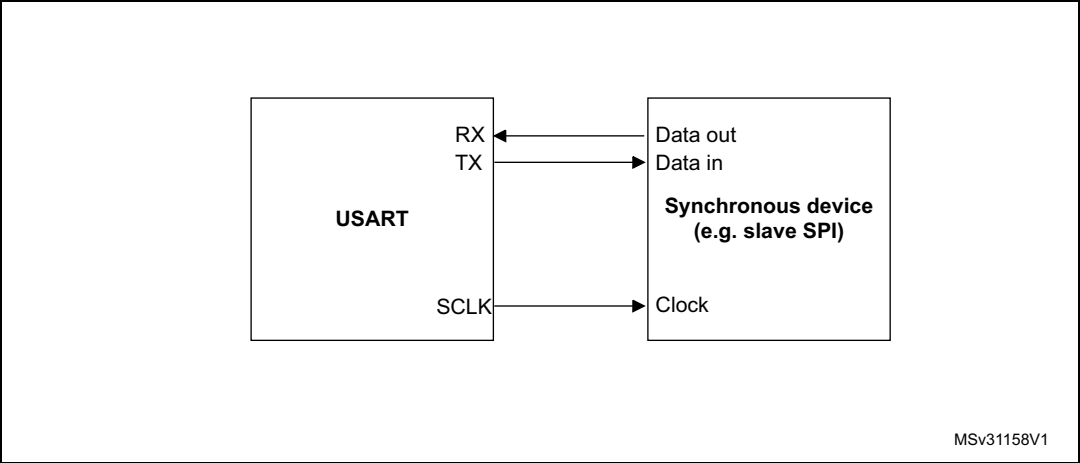 RX
Data out
TX
Data in
USART
Synchronous device
(e.g. slave SPI)
SCLK
Clock
MSv31158V1